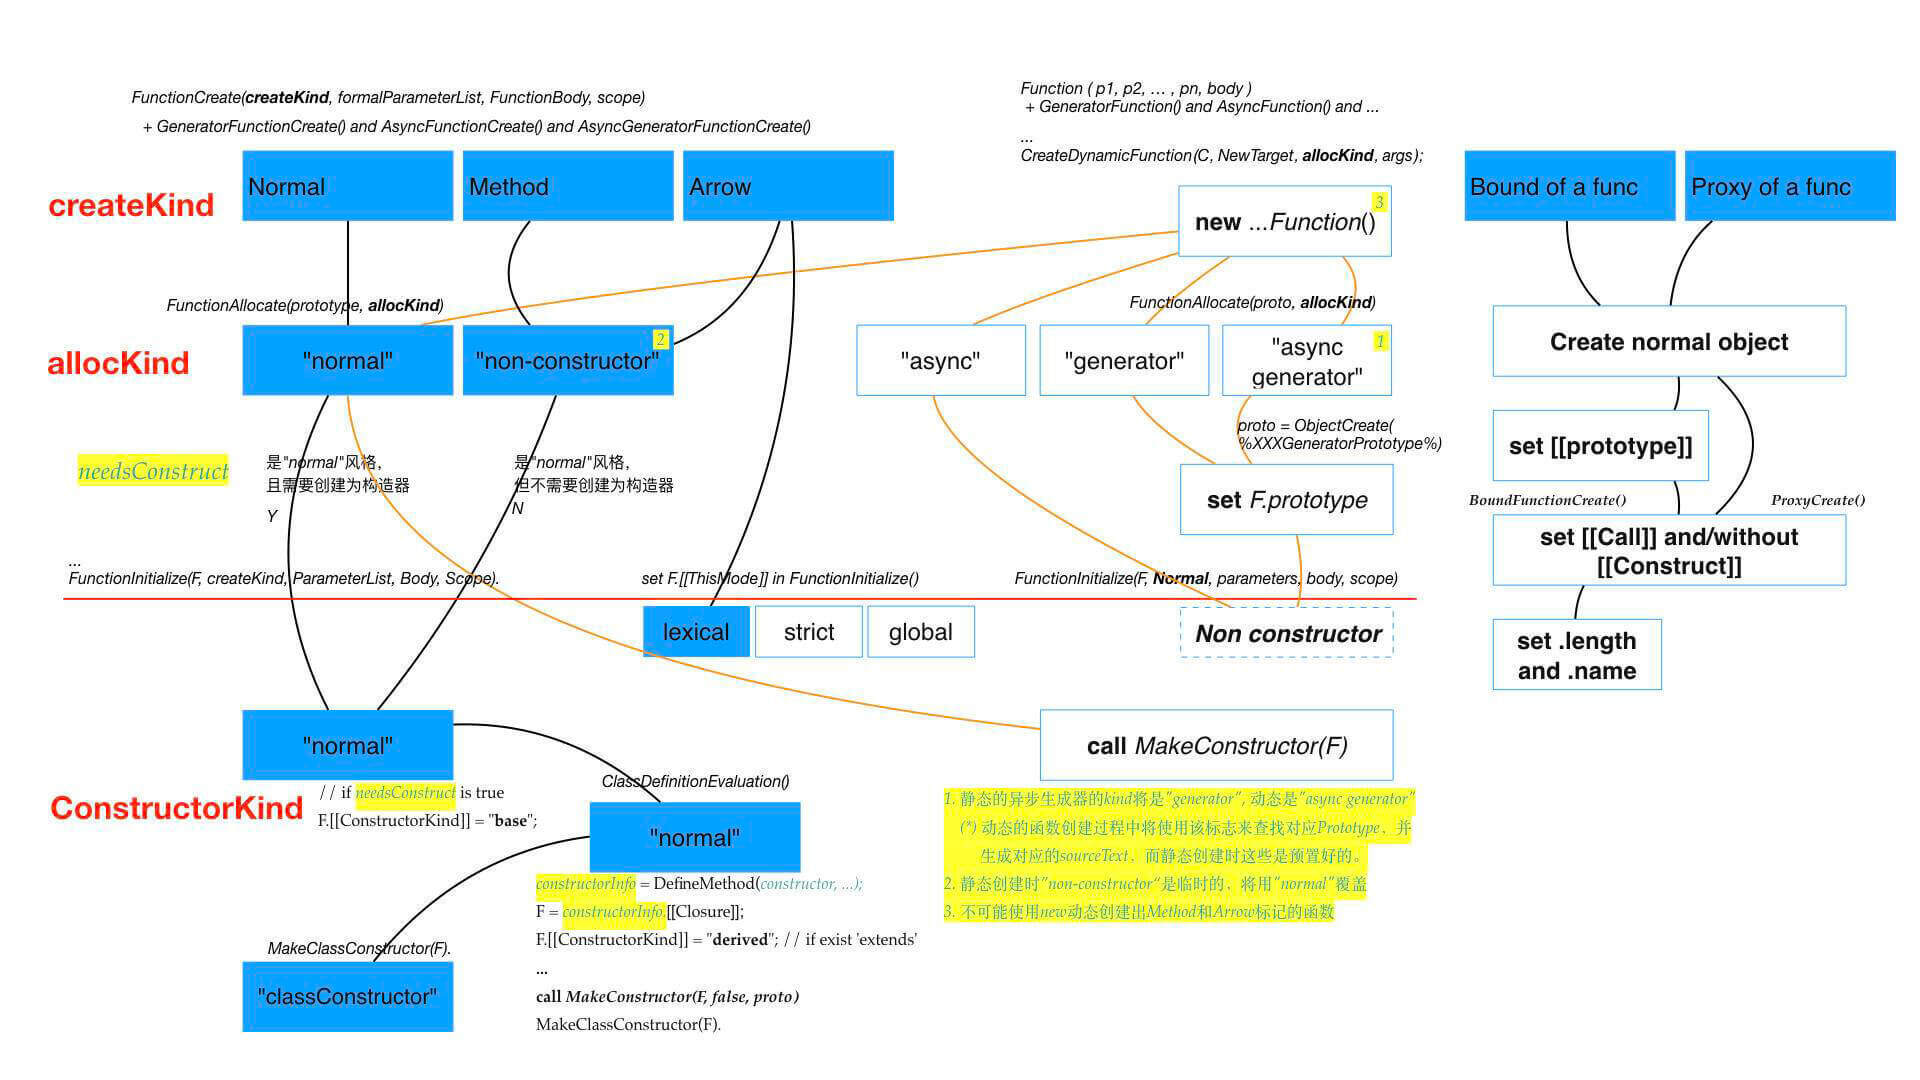 FunctionCreate(createKind, formalParameterList, FunctionBody, scope)
+ GeneratorFunctionCreate() and AsyncFunctionCreate() and AsyncGeneratorFunctionCreate()
Function ( p1, p2, … , pn, body )
+ GeneratorFunction() and AsyncFunction() and ...
...
CreateDynamicFunction(C, NewTarget, allocKind, args);
createKind
Normal
Method
Arrow
new ...Function()
3
Bound of a func
Proxy of a func
FunctionAllocate(prototype, allocKind)
FunctionAllocate(proto, allocKind)
allocKind
"normal"
"non-constructor"
2
"async"
"generator"
"async
generator"
1
Create normal object
proto = ObjectCreate(
%XXXGeneratorPrototype%)
needsConstruct
是"normal"风格,
且需要创建为构造器
Y
是"normal"风格,
但不需要创建为构造器
N
set F.prototype
set [[prototype]]
BoundFunctionCreate()
ProxyCreate()
set [[Call]] and/without
[[Construct]]
...
FunctionInitialize(F, createKind, ParameterList, Body, Scope).
set F.[[ThisMode]] in FunctionInitialize()
FunctionInitialize(F, Normal, parameters, body, scope)
lexical
strict
global
Non constructor
set .length
and .name
"normal"
call MakeConstructor(F)
ConstructorKind
// if needsConstruct is true
F.[[ConstructorKind]] = "base";
ClassDefinitionEvaluation()
"normal"
constructorInfo = DefineMethod(constructor, ...);
F = constructorInfo.[[Closure]];
F.[[ConstructorKind]] = "derived"; // if exist 'extends'
...
call MakeConstructor(F, false, proto)
MakeClassConstructor(F).
MakeClassConstructor(F).
"classConstructor"
1. 静态的异步生成器的kind将是"generator", 动态是"async generator"
(*) 动态的函数创建过程中将使用该标志来查找对应Prototype、并
生成对应的sourceText、而静态创建时这些是预置好的。
2. 静态创建时"non-constructor“是临时的、将用"normal"覆盖
3. 不可能使用new动态创建出Method和Arrow标记的函数